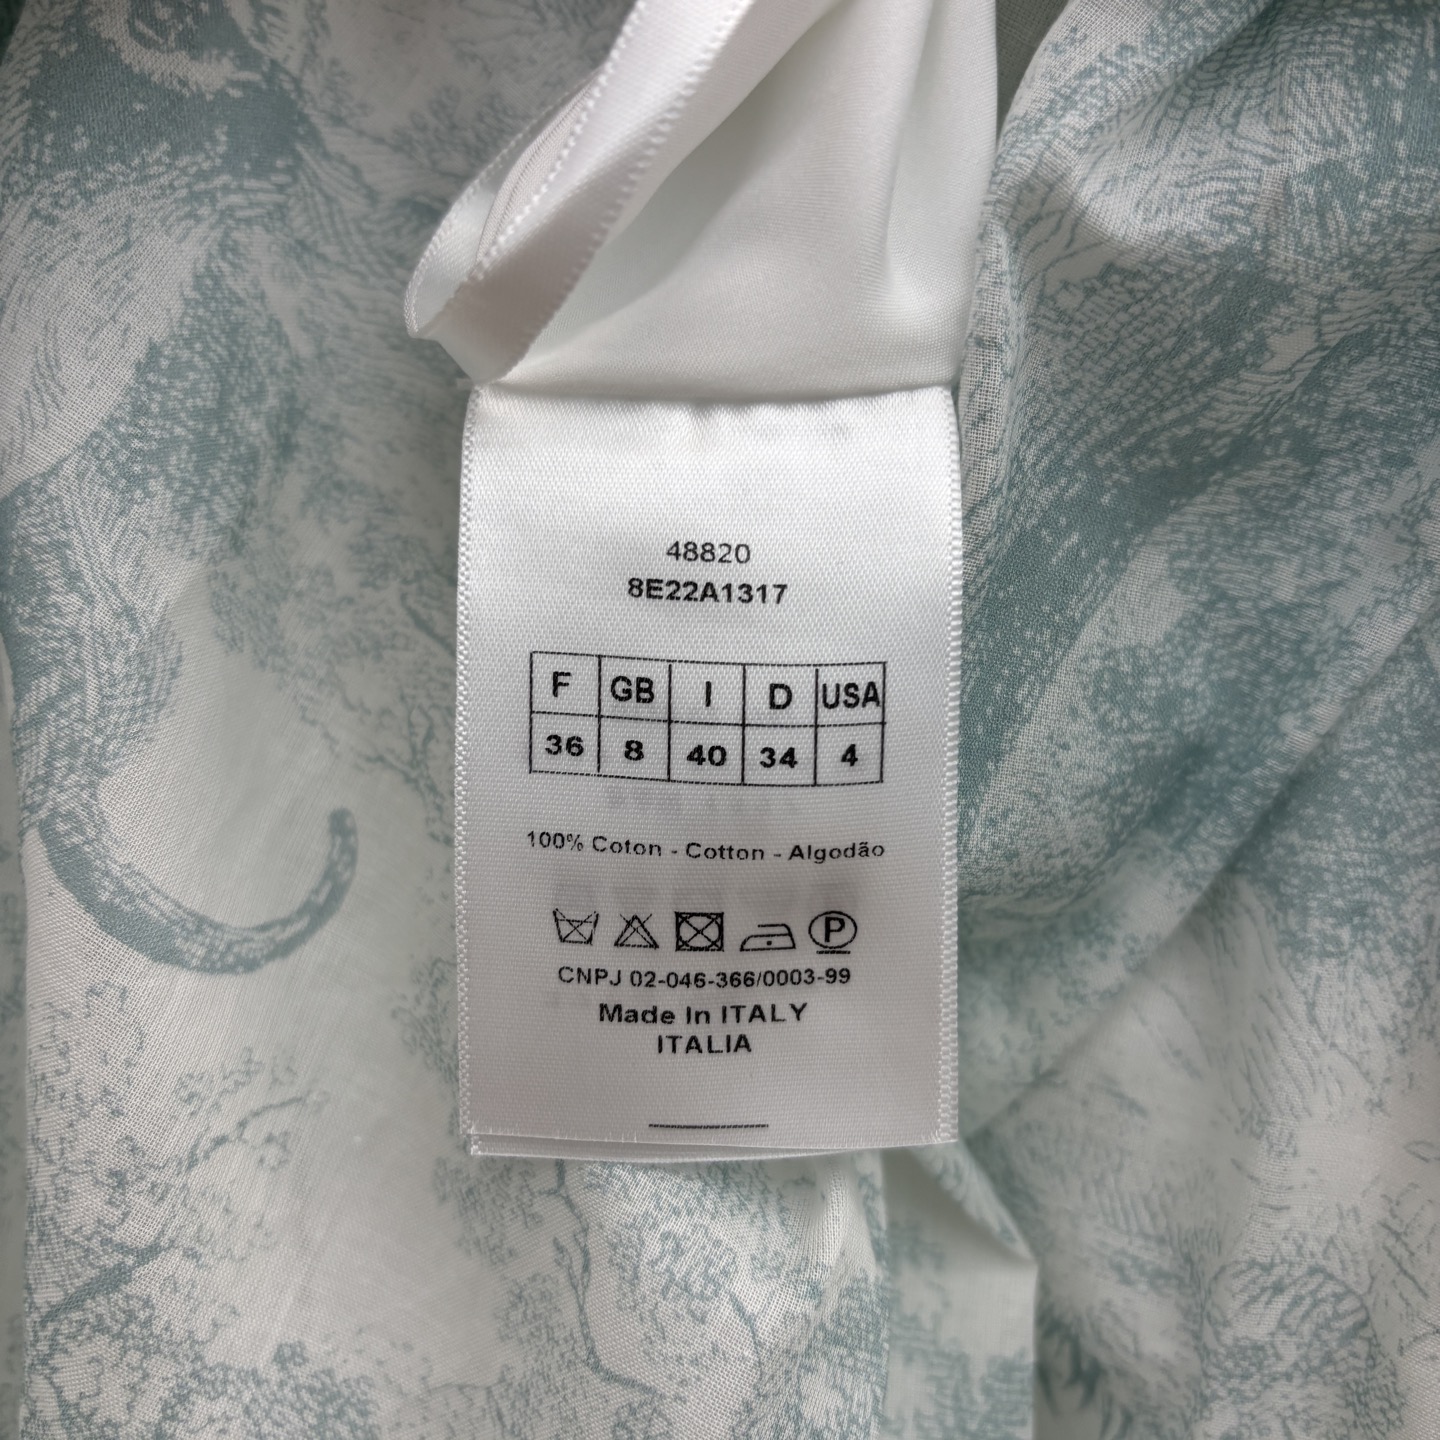 48820
8E22A1317
F GB I D USA
36 8 40 34 4
100% Coton - Cotton - Algodão
P
CNPJ 02-046-366/0003-99
Made In ITALY
ITALIA